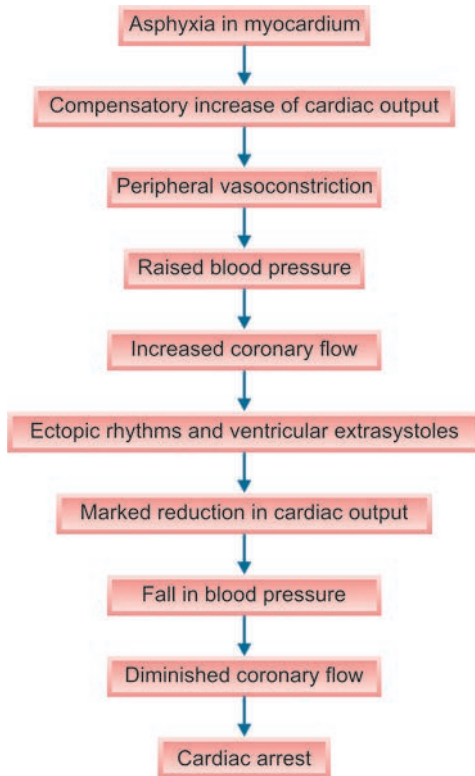 Asphyxia in myocardium
Compensatory increase of cardiac output
Peripheral vasoconstriction
Raised blood pressure
Increased coronary flow
Ectopic rhythms and ventricular extrasystoles
Marked reduction in cardiac output
Fall in blood pressure
Diminished coronary flow
Cardiac arrest